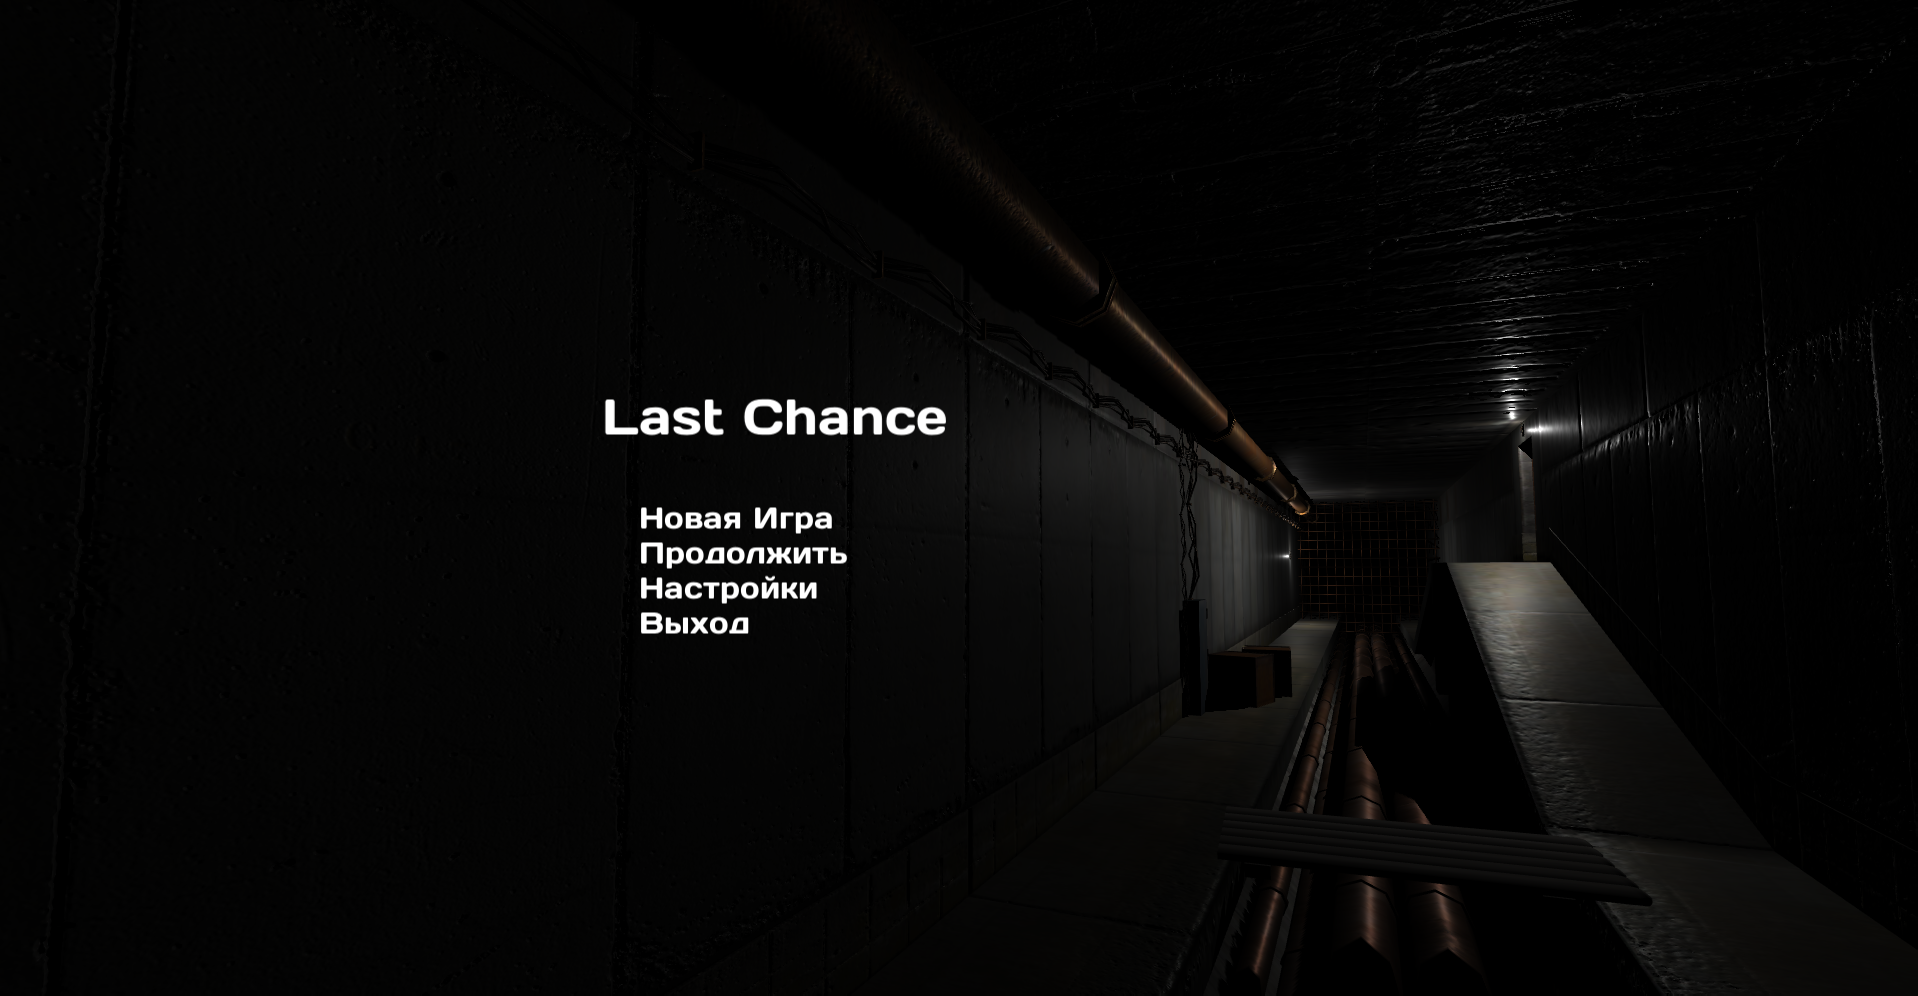 Last Chance
Новая Игра
Продолжить
Настройки
Выход